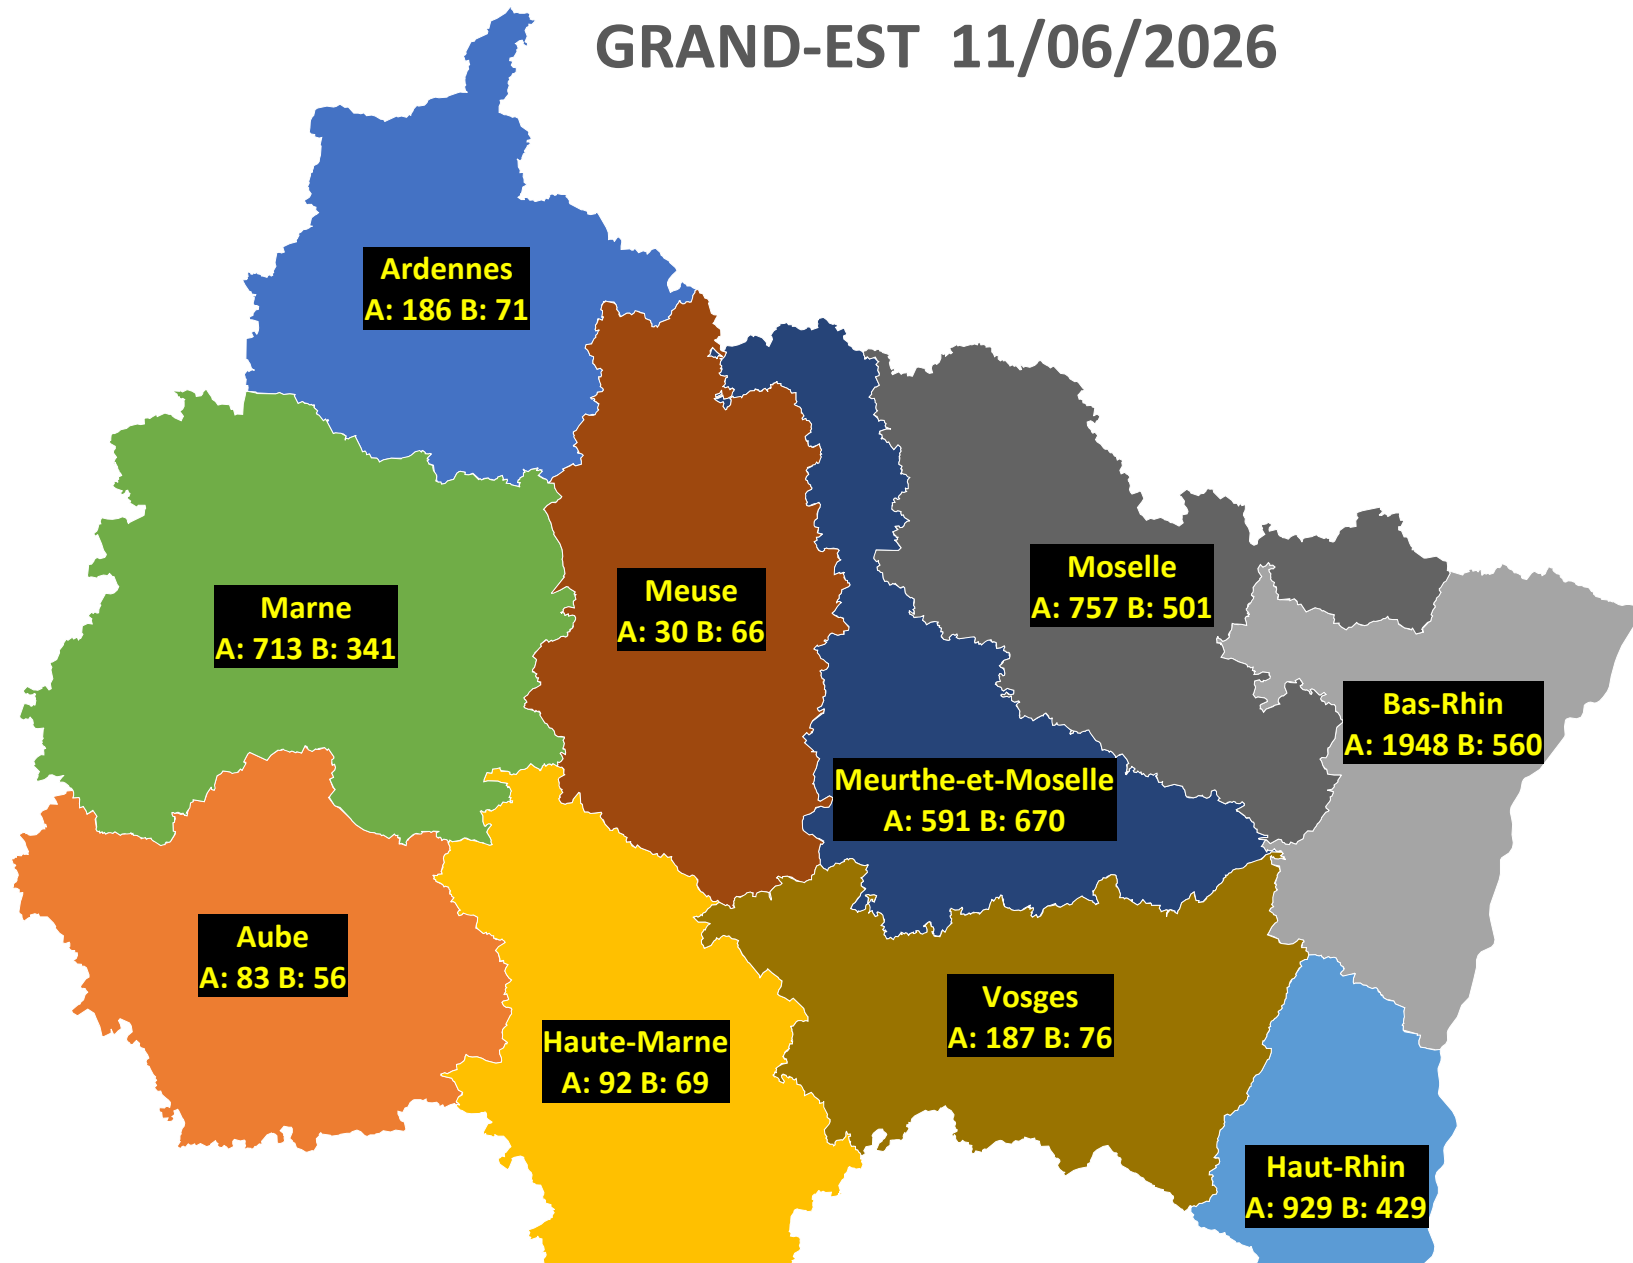 GRAND-EST 11/06/2026
Ardennes
A: 186 B: 71
Marne
A: 713 B: 341
Meuse
A: 30 B: 66
Moselle
A: 757 B: 501
Bas-Rhin
A: 1948 B: 560
Meurthe-et-Moselle
A: 591 B: 670
Aube
A: 83 B: 56
Haute-Marne
A: 92 B: 69
Vosges
A: 187 B: 76
Haut-Rhin
A: 929 B: 429